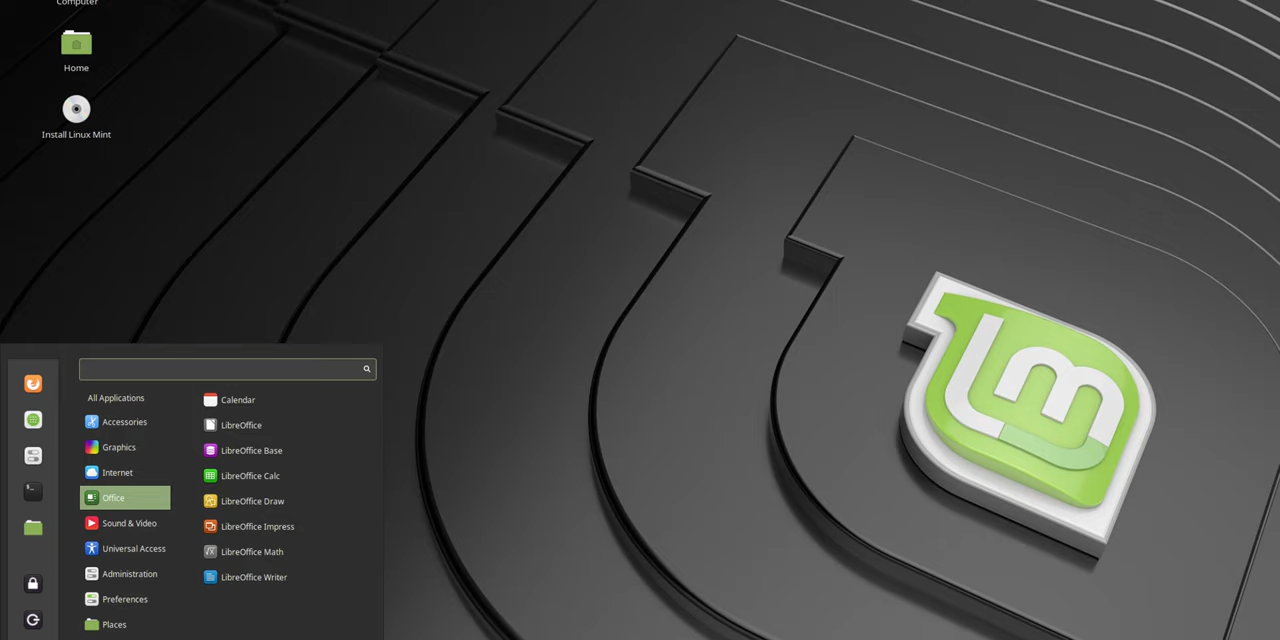 Computer
Home
Install Linux Mint
All Applications
Accessories
Graphics
Internet
Office
Sound & Video
Universal Access
Administration
Preferences
Places
Calendar
LibreOffice
LibreOffice Base
LibreOffice Calc
LibreOffice Draw
LibreOffice Impress
LibreOffice Math
LibreOffice Writer
lm